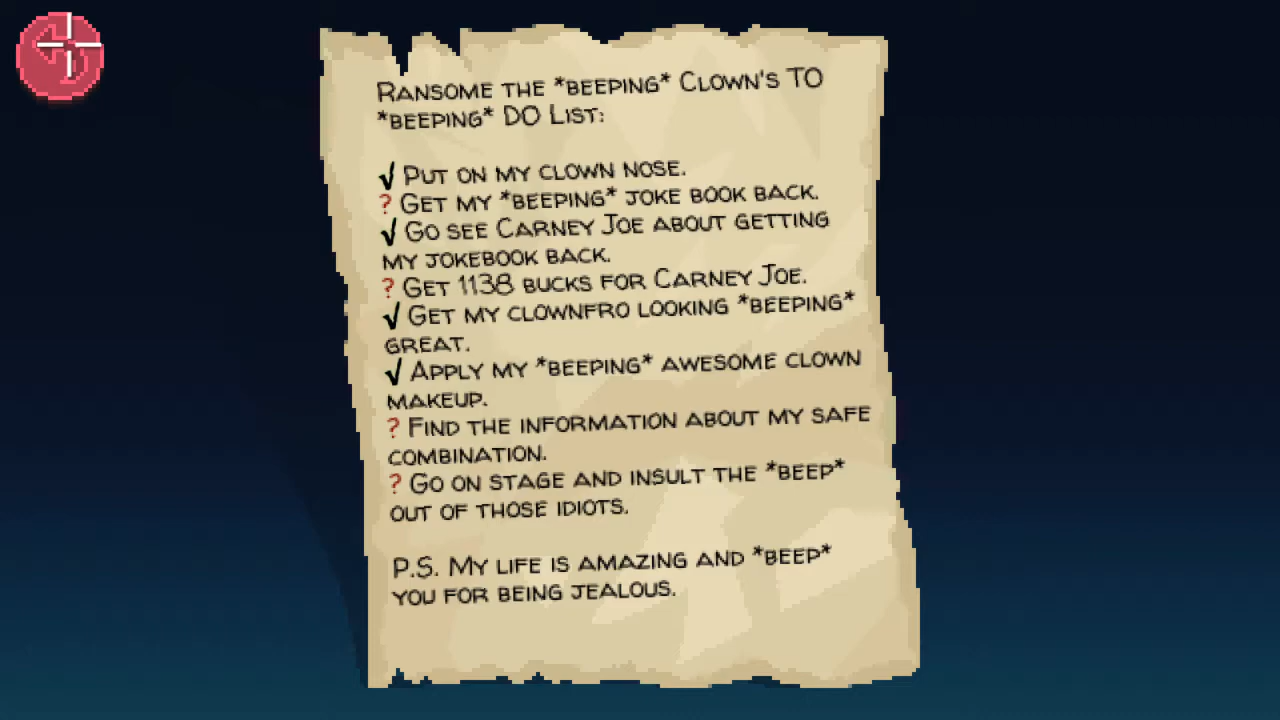 Ransome the *beeping* Clown's TO
*beeping* DO List:
√ Put on my clown nose.
? Get my *beeping* joke book back.
√ Go see Carney Joe about getting
my jokebook back.
? Get 1138 bucks for Carney Joe.
√ Get my clownfro looking *beeping*
great.
√ Apply my *beeping* awesome clown
makeup.
? Find the information about my safe
combination.
? Go on stage and insult the *beep*
out of those idiots.
P.S. My life is amazing and *beep*
you for being jealous.